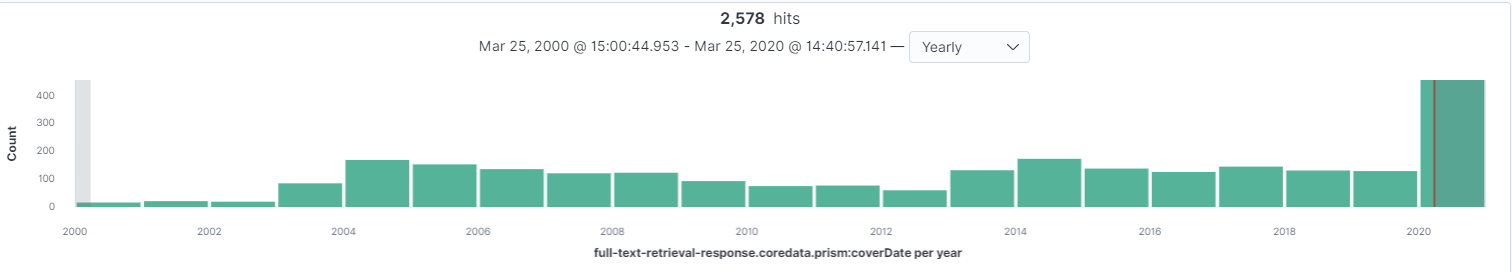 2,578 hits
Mar 25, 2000 @ 15:00:44.953 - Mar 25, 2020 @ 14:40:57.141 — Yearly
Count
400
300
200
100
0
2000 2002 2004 2006 2008 2010 2012 2014 2016 2018 2020
full-text-retrieval-response.coredata.prism:coverDate per year